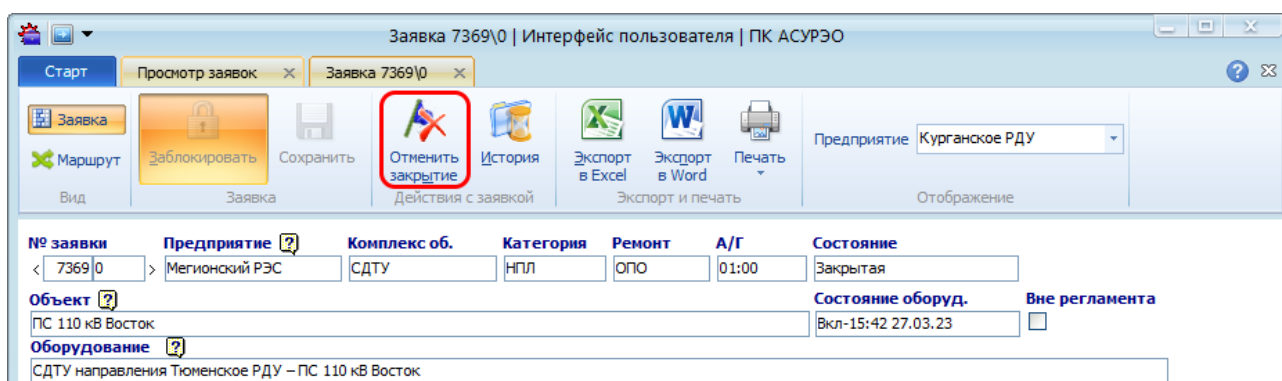 Заявка 7369\0 | Интерфейс пользователя | ПК АСУРЭО
Старт Просмотр заявок Заявка 7369\0
Заявка
Маршрут
Вид
Заблокировать Сохранить
Заявка
Отменить закрытие История
Действия с заявкой
Экспорт в Excel Экспорт в Word Печать
Экспорт и печать
Предприятие Курганское РДУ
Отображение
№ заявки Предприятие ? Комплекс об. Категория Ремонт А/Г Состояние
< 7369 0 > Мегионский РЭС СДТУ НПЛ ОПО 01:00 Закрытая
Объект ? Состояние оборуд. Вне регламента
ПС 110 кВ Восток Вкл-15:42 27.03.23
Оборудование ?
СДТУ направления Тюменское РДУ – ПС 110 кВ Восток